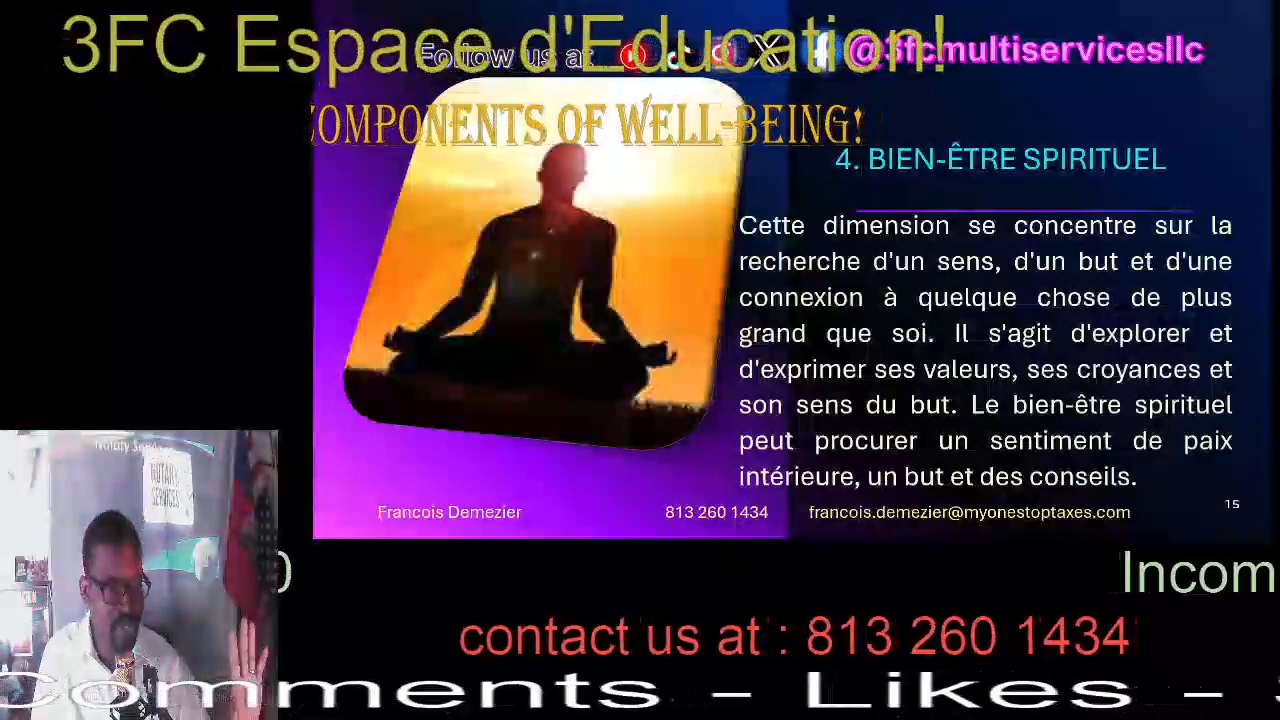 3FC Espace d'Education!
Follow us at @3fcmultiservicesllc
COMPONENTS OF WELL-BEING!
4. BIEN-ÊTRE SPIRITUEL
Cette dimension se concentre sur la
recherche d'un sens, d'un but et d'une
connexion à quelque chose de plus
grand que soi. Il s'agit d'explorer et
d'exprimer ses valeurs, ses croyances et
son sens du but. Le bien-être spirituel
peut procurer un sentiment de paix
intérieure, un but et des conseils.
Francois Demezier 813 260 1434 francois.demezier@myonestoptaxes.com 15
NOTARY
SERVICES
0 Incom
contact us at : 813 260 1434
Comments - Likes -